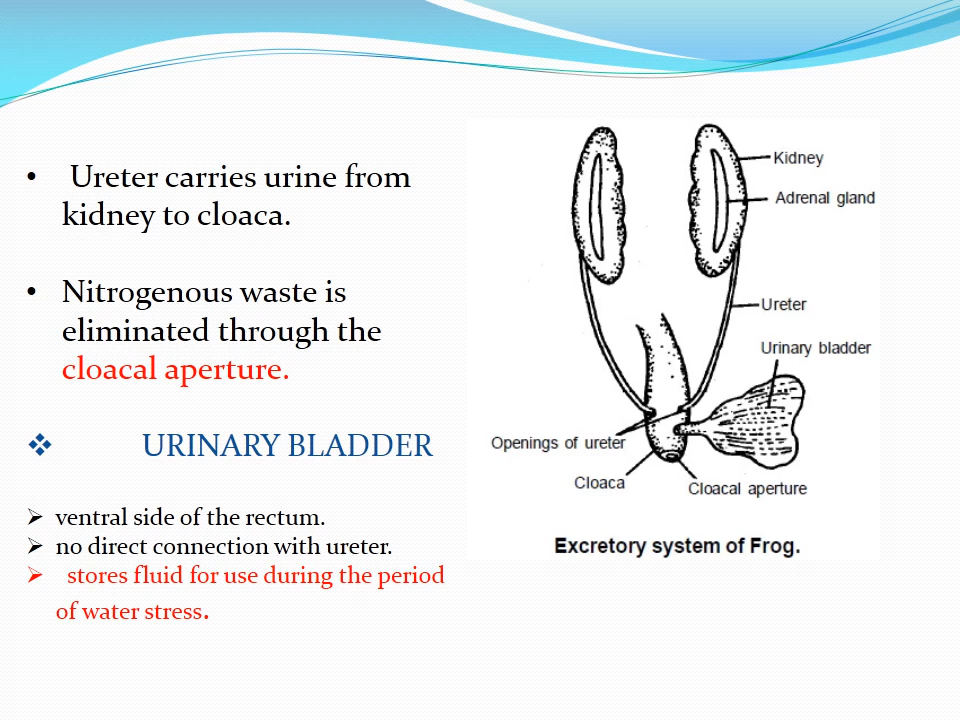 • Ureter carries urine from
kidney to cloaca.
• Nitrogenous waste is
eliminated through the
cloacal aperture.
❖ URINARY BLADDER
➢ ventral side of the rectum.
➢ no direct connection with ureter.
➢ stores fluid for use during the period
of water stress.
Kidney
Adrenal gland
Ureter
Urinary bladder
Openings of ureter
Cloaca
Cloacal aperture
Excretory system of Frog.